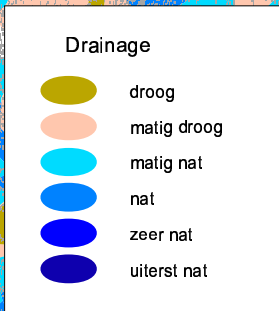 Drainage
droog
matig droog
matig nat
nat
zeer nat
uiterst nat